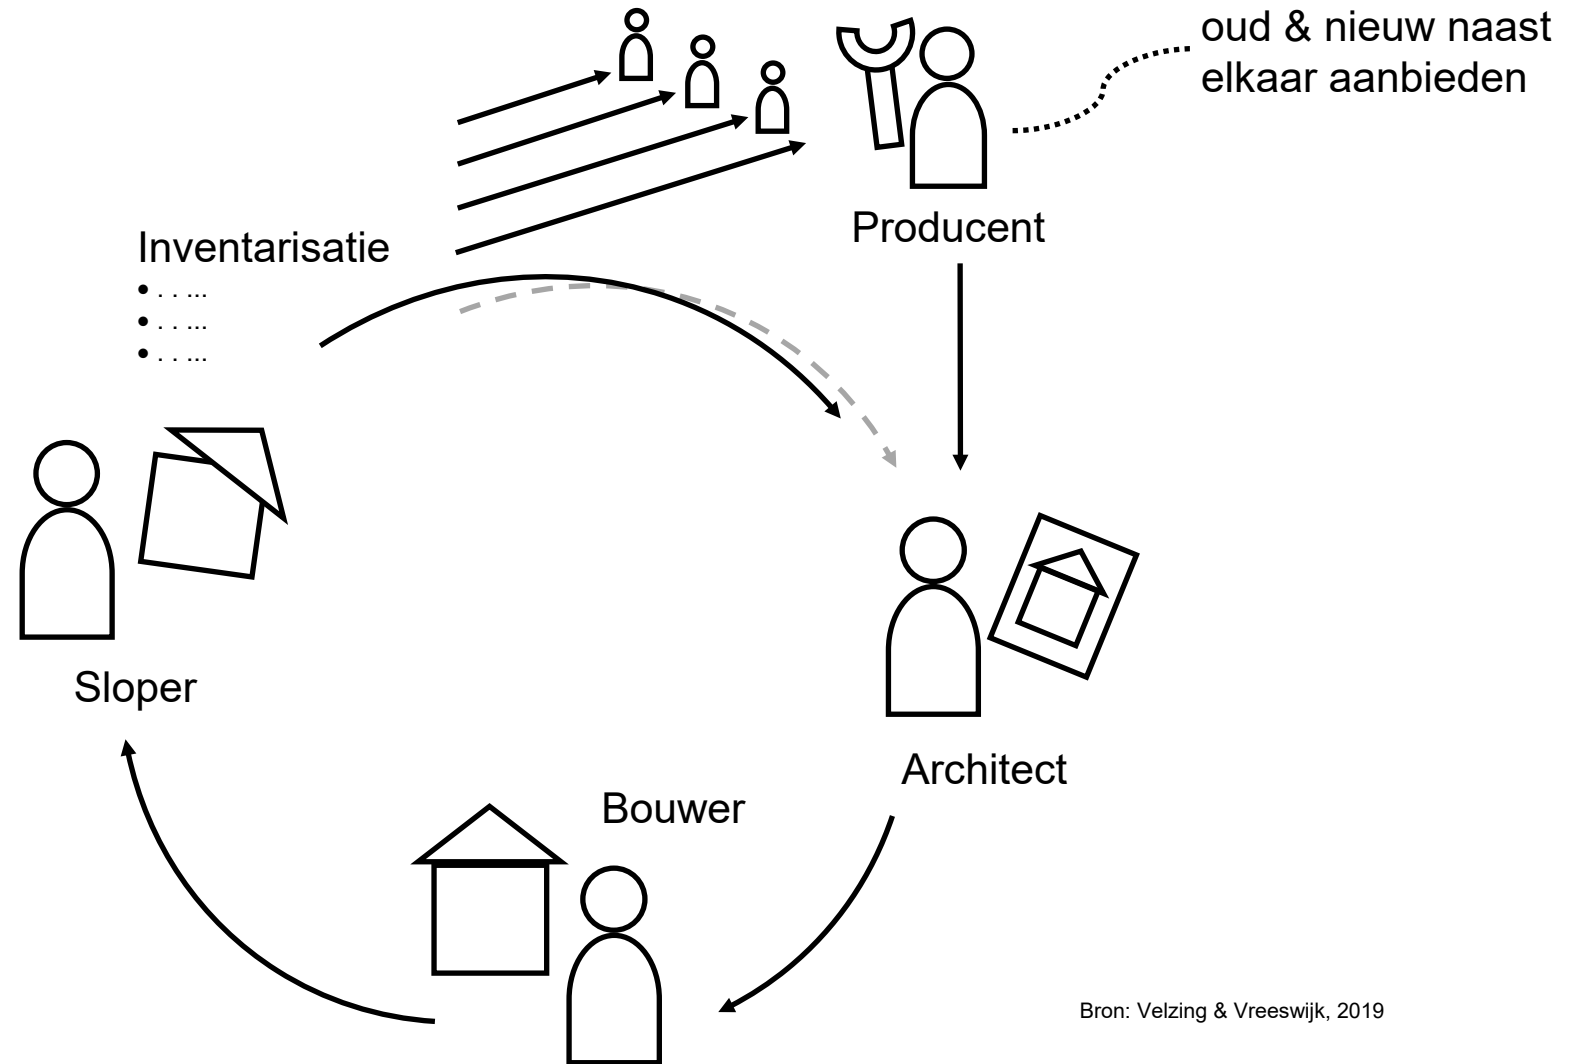 oud & nieuw naast
elkaar aanbieden
Producent
Inventarisatie
• . . ...
• . . ...
• . . ...
Sloper
Architect
Bouwer
Bron: Velzing & Vreeswijk, 2019